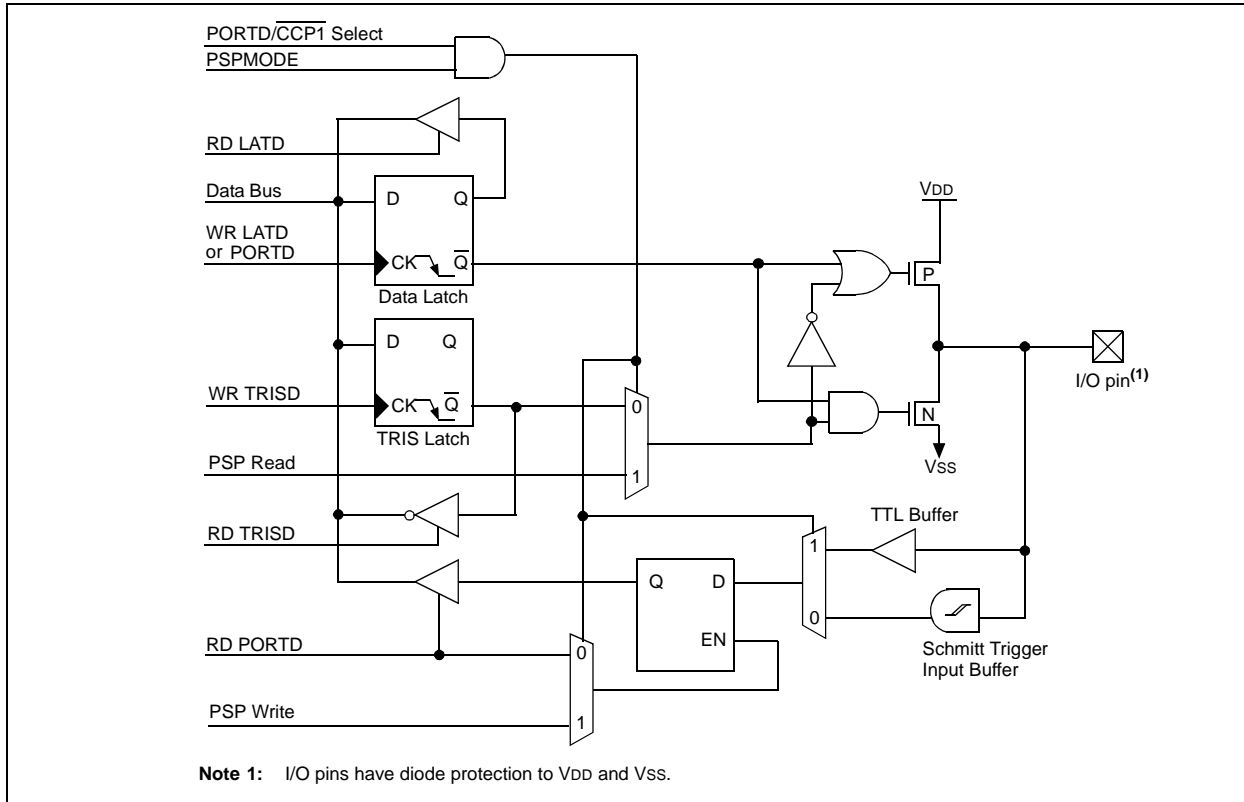 PORTD/CCP1 Select
PSPMODE
RD LATD
Data Bus
WR LATD
or PORTD
D
Q
CK
Q
Data Latch
D
Q
WR TRISD
CK
Q
TRIS Latch
0
1
PSP Read
RD TRISD
VDD
P
N
VSS
I/O pin(1)
TTL Buffer
1
0
Q
D
EN
Schmitt Trigger
Input Buffer
RD PORTD
0
1
PSP Write
Note 1: I/O pins have diode protection to VDD and VSS.